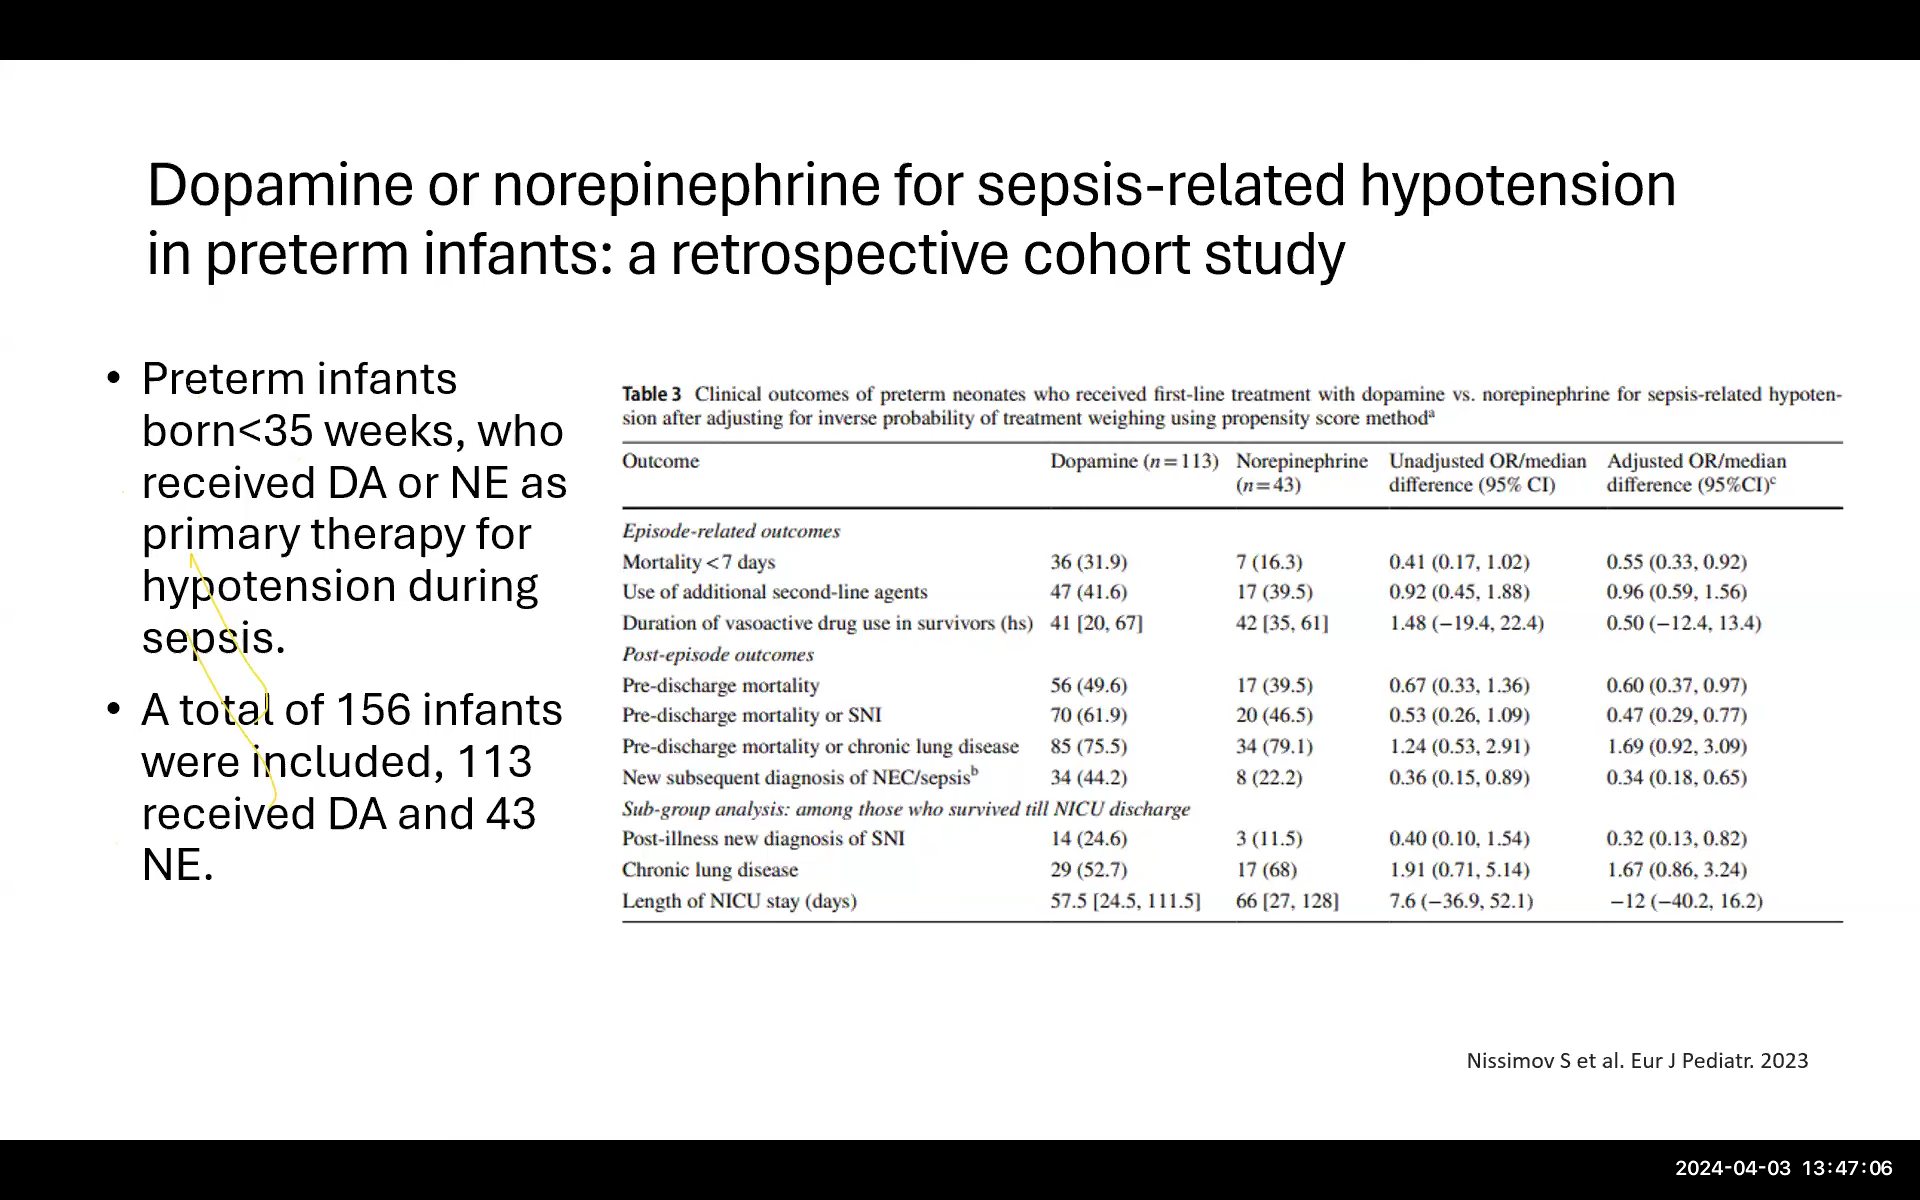 Dopamine or norepinephrine for sepsis-related hypotension
in preterm infants: a retrospective cohort study
• Preterm infants
born<35 weeks, who
received DA or NE as
primary therapy for
hypotension during
sepsis.
• A total of 156 infants
were included, 113
received DA and 43
NE.
Table 3 Clinical outcomes of preterm neonates who received first-line treatment with dopamine vs. norepinephrine for sepsis-related hypoten-
sion after adjusting for inverse probability of treatment weighing using propensity score methodᵃ
Outcome Dopamine (n=113) Norepinephrine Unadjusted OR/median Adjusted OR/median
(n=43) difference (95% CI) difference (95%CI)ᶜ
Episode-related outcomes
Mortality <7 days 36 (31.9) 7 (16.3) 0.41 (0.17, 1.02) 0.55 (0.33, 0.92)
Use of additional second-line agents 47 (41.6) 17 (39.5) 0.92 (0.45, 1.88) 0.96 (0.59, 1.56)
Duration of vasoactive drug use in survivors (hs) 41 [20, 67] 42 [35, 61] 1.48 (−19.4, 22.4) 0.50 (−12.4, 13.4)
Post-episode outcomes
Pre-discharge mortality 56 (49.6) 17 (39.5) 0.67 (0.33, 1.36) 0.60 (0.37, 0.97)
Pre-discharge mortality or SNI 70 (61.9) 20 (46.5) 0.53 (0.26, 1.09) 0.47 (0.29, 0.77)
Pre-discharge mortality or chronic lung disease 85 (75.5) 34 (79.1) 1.24 (0.53, 2.91) 1.69 (0.92, 3.09)
New subsequent diagnosis of NEC/sepsisᵇ 34 (44.2) 8 (22.2) 0.36 (0.15, 0.89) 0.34 (0.18, 0.65)
Sub-group analysis: among those who survived till NICU discharge
Post-illness new diagnosis of SNI 14 (24.6) 3 (11.5) 0.40 (0.10, 1.54) 0.32 (0.13, 0.82)
Chronic lung disease 29 (52.7) 17 (68) 1.91 (0.71, 5.14) 1.67 (0.86, 3.24)
Length of NICU stay (days) 57.5 [24.5, 111.5] 66 [27, 128] 7.6 (−36.9, 52.1) −12 (−40.2, 16.2)
Nissimov S et al. Eur J Pediatr. 2023
2024-04-03 13:47:06